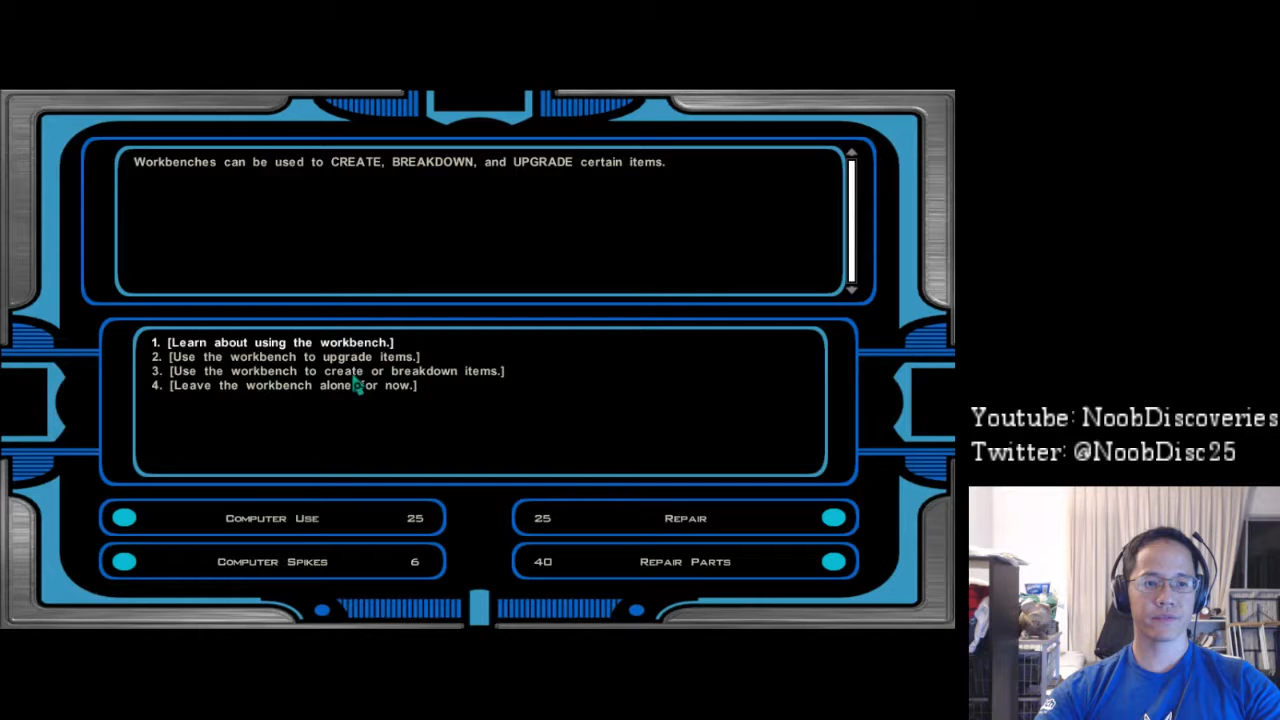 Workbenches can be used to CREATE, BREAKDOWN, and UPGRADE certain items.
1. [Learn about using the workbench.]
2. [Use the workbench to upgrade items.]
3. [Use the workbench to create or breakdown items.]
4. [Leave the workbench alone for now.]
Computer Use 25
25 Repair
Computer Spikes 6
40 Repair Parts
Youtube: NoobDiscoveries
Twitter: @NoobDisc25